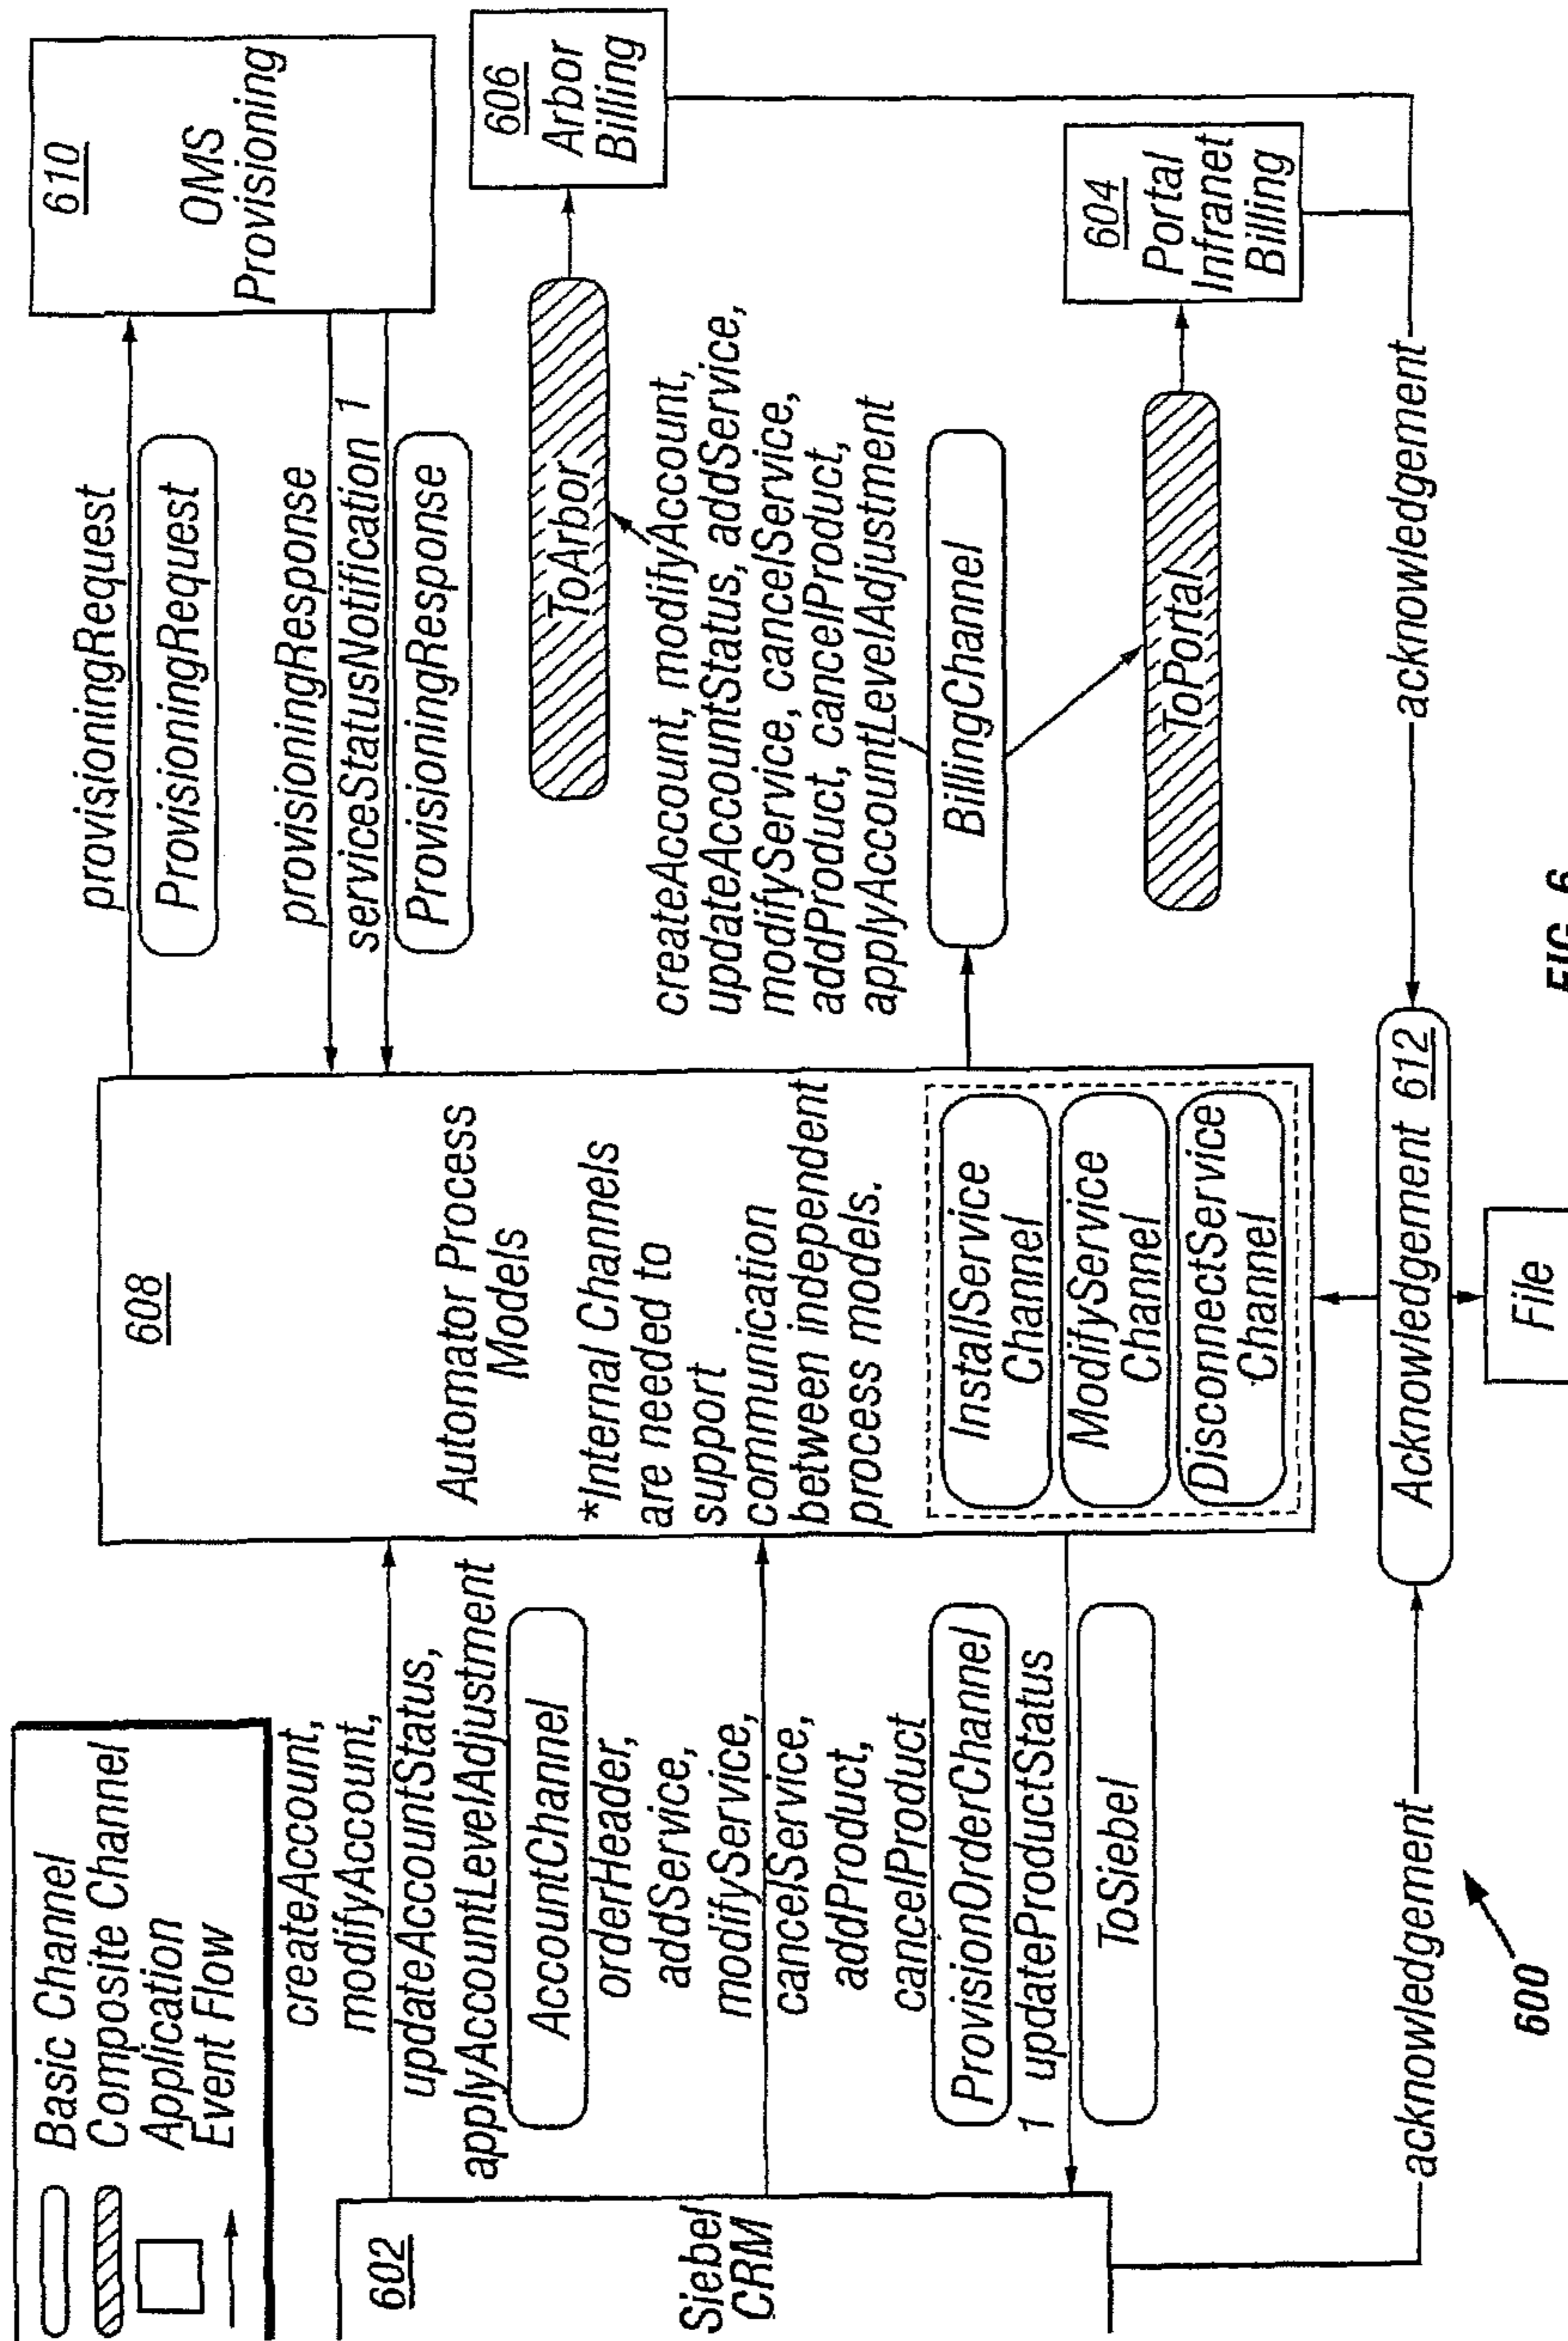 Basic Channel
Composite Channel
Application
Event Flow
602
Siebel
CRM
createAccount,
modifyAccount,
updateAccountStatus,
applyAccountLevelAdjustment
AccountChannel
orderHeader,
addService,
modifyService,
cancelService,
addProduct,
cancelProduct
ProvisionOrderChannel
1 updateProductStatus
ToSiebel
608
Automator Process
Models
*Internal Channels
are needed to
support
communication
between independent
process models.
InstallService
Channel
ModifyService
Channel
DisconnectService
Channel
provisioningRequest
ProvisioningRequest
provisioningResponse
serviceStatusNotification 1
ProvisioningResponse
610
OMS
Provisioning
ToArbor
606
Arbor
Billing
createAccount, modifyAccount,
updateAccountStatus, addService,
modifyService, cancelService,
addProduct, cancelProduct,
applyAccountLevelAdjustment
BillingChannel
ToPortal
604
Portal
Infranet
Billing
acknowledgement
Acknowledgement 612
acknowledgement
File
600
FIG. 6